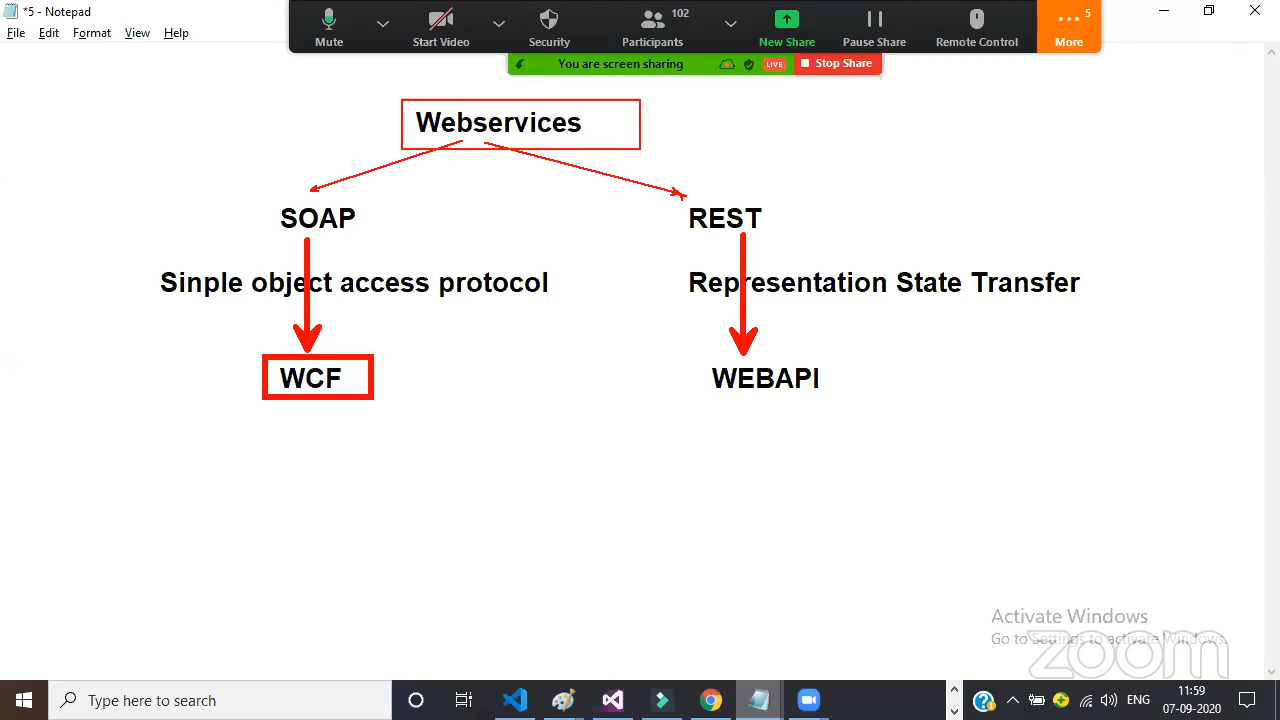 *5 - Notepad
File Edit Format View Help
Mute Start Video Security Participants 102 New Share Pause Share Remote Control More 5
You are screen sharing LIVE Stop Share
Webservices
SOAP REST
Sinple object access protocol Representation State Transfer
WCF WEBAPI
Activate Windows
Go to Settings to activate Windows.
zoom
Type here to search
ENG 11:59
07-09-2020